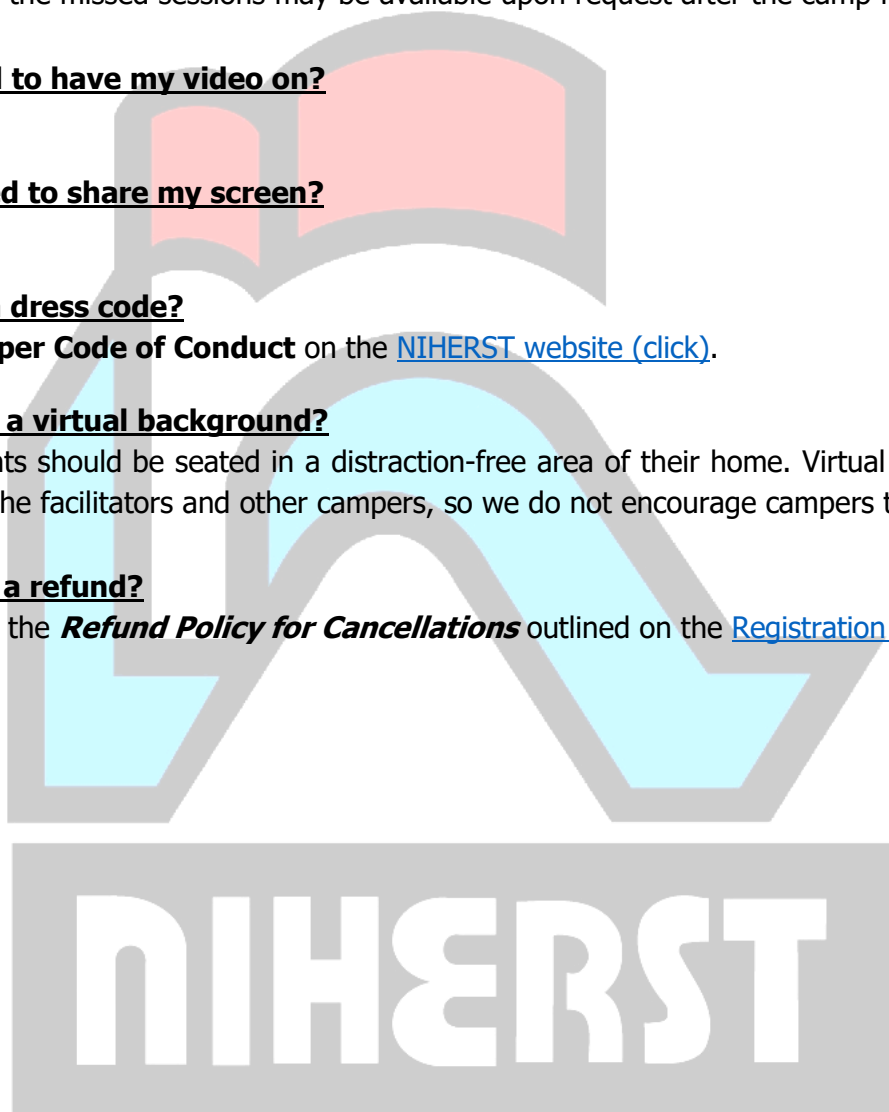 the missed sessions may be available upon request after the camp
to have my video on?
to share my screen?
dress code?
per Code of Conduct on the NIHERST website (click).
a virtual background?
should be seated in a distraction-free area of their home. Virtual
facilitators and other campers, so we do not encourage campers
a refund?
the Refund Policy for Cancellations outlined on the Registration
NIHERST